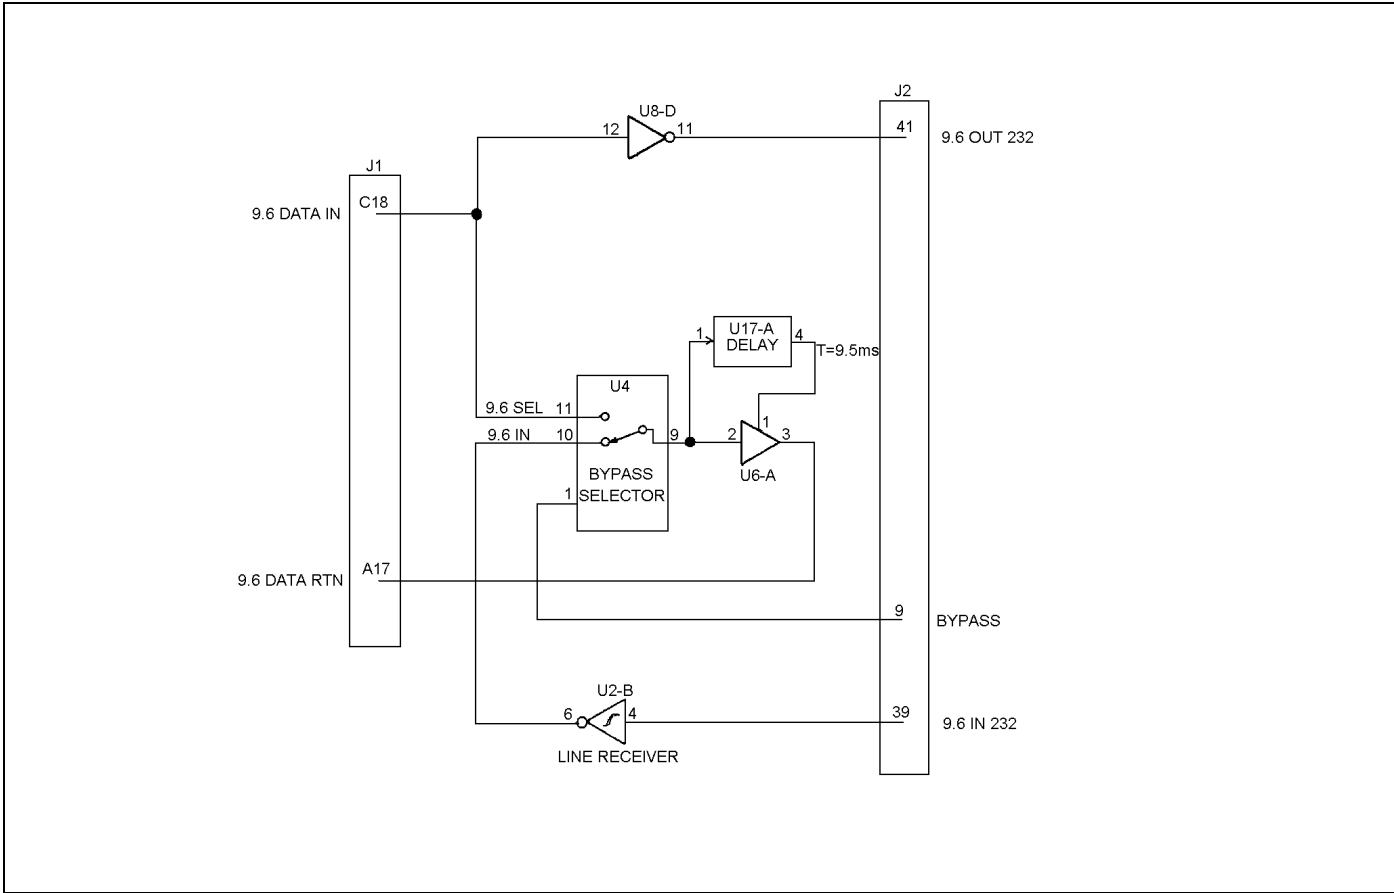 J2
U8-D
12
11
41
9.6 OUT 232
J1
C18
9.6 DATA IN
U17-A
DELAY
1
4
T=9.5ms
U4
9.6 SEL
11
9.6 IN
10
9
2
1
3
U6-A
BYPASS
SELECTOR
1
A17
9.6 DATA RTN
9
BYPASS
U2-B
6
4
39
9.6 IN 232
LINE RECEIVER